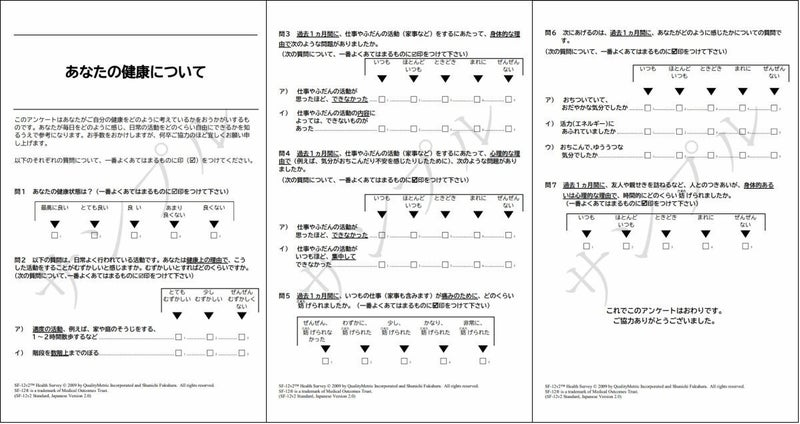 あなたの健康について
このアンケートはあなたがご自分の健康をどのように考えているかをおうかがいするも
のです。あなたが毎日をどのように感じ、日常の活動をどのくらい自由にできるかを知
るうえで参考になります。お手数をおかけしますが、何卒ご協力のほど宜しくお願い申
し上げます。
以下のそれぞれの質問について、一番よくあてはまるものに印（☑）をつけてください。
問1 あなたの健康状態は？（一番よくあてはまるものに☑印をつけて下さい）
最高に良い とても良い 良い あまり良くない 良くない
□1 □2 □3 □4 □5
問2 以下の質問は、日常よく行われている活動です。あなたは健康上の理由で、こう
した活動をすることがむずかしいと感じますか。むずかしいとすればどのくらいですか。
（次の質問について、一番よくあてはまるものに☑印をつけて下さい）
とてもむずかしい 少しむずかしい ぜんぜんむずかしくない
ア） 適度の活動、例えば、家や庭のそうじをする、
1～2時間散歩するなど □1 □2 □3
イ） 階段を数階上までのぼる □1 □2 □3
SF-12v2™ Health Survey © 2009 by QualityMetric Incorporated and Shunichi Fukuhara. All rights reserved.
SF-12® is a trademark of Medical Outcomes Trust.
(SF-12v2 Standard, Japanese Version 2.0)
サンプル
問3 過去1ヵ月間に、仕事やふだんの活動（家事など）をするにあたって、身体的な理
由で次のような問題がありましたか。
（次の質問について、一番よくあてはまるものに☑印をつけて下さい）
いつも ほとんどいつも ときどき まれに ぜんぜんない
ア） 仕事やふだんの活動が
思ったほど、できなかった □1 □2 □3 □4 □5
イ） 仕事やふだんの活動の内容に
よっては、できないものが
あった □1 □2 □3 □4 □5
問4 過去1ヵ月間に、仕事やふだんの活動（家事など）をするにあたって、心理的な理
由で（例えば、気分がおちこんだり不安を感じたりしたために）、次のような問題があり
ましたか。
（次の質問について、一番よくあてはまるものに☑印をつけて下さい）
いつも ほとんどいつも ときどき まれに ぜんぜんない
ア） 仕事やふだんの活動が
思ったほど、できなかった □1 □2 □3 □4 □5
イ） 仕事やふだんの活動が
いつもほど、集中して
できなかった □1 □2 □3 □4 □5
問5 過去1ヵ月間に、いつもの仕事（家事も含みます）が痛みのために、どのくらい
妨げられましたか。（一番よくあてはまるものに☑印をつけて下さい）
ぜんぜん、妨げられなかった わずかに、妨げられた 少し、妨げられた かなり、妨げられた 非常に、妨げられた
□1 □2 □3 □4 □5
SF-12v2™ Health Survey © 2009 by QualityMetric Incorporated and Shunichi Fukuhara. All rights reserved.
SF-12® is a trademark of Medical Outcomes Trust.
(SF-12v2 Standard, Japanese Version 2.0)
サンプル
問6 次にあげるのは、過去1ヵ月間に、あなたがどのように感じたかについての質問で
す。
（次の質問について、一番よくあてはまるものに☑印をつけて下さい）
いつも ほとんどいつも ときどき まれに ぜんぜんない
ア） おちついていて、
おだやかな気分でしたか □1 □2 □3 □4 □5
イ） 活力（エネルギー）に
あふれていましたか □1 □2 □3 □4 □5
ウ） おちこんで、ゆううつな
気分でしたか □1 □2 □3 □4 □5
問7 過去1ヵ月間に、友人や親せきを訪ねるなど、人とのつきあいが、身体的ある
いは心理的な理由で、時間的にどのくらい妨げられましたか。
（一番よくあてはまるものに☑印をつけて下さい）
いつも ほとんどいつも ときどき まれに ぜんぜんない
□1 □2 □3 □4 □5
これでこのアンケートはおわりです。
ご協力ありがとうございました。
SF-12v2™ Health Survey © 2009 by QualityMetric Incorporated and Shunichi Fukuhara. All rights reserved.
SF-12® is a trademark of Medical Outcomes Trust.
(SF-12v2 Standard, Japanese Version 2.0)
サンプル